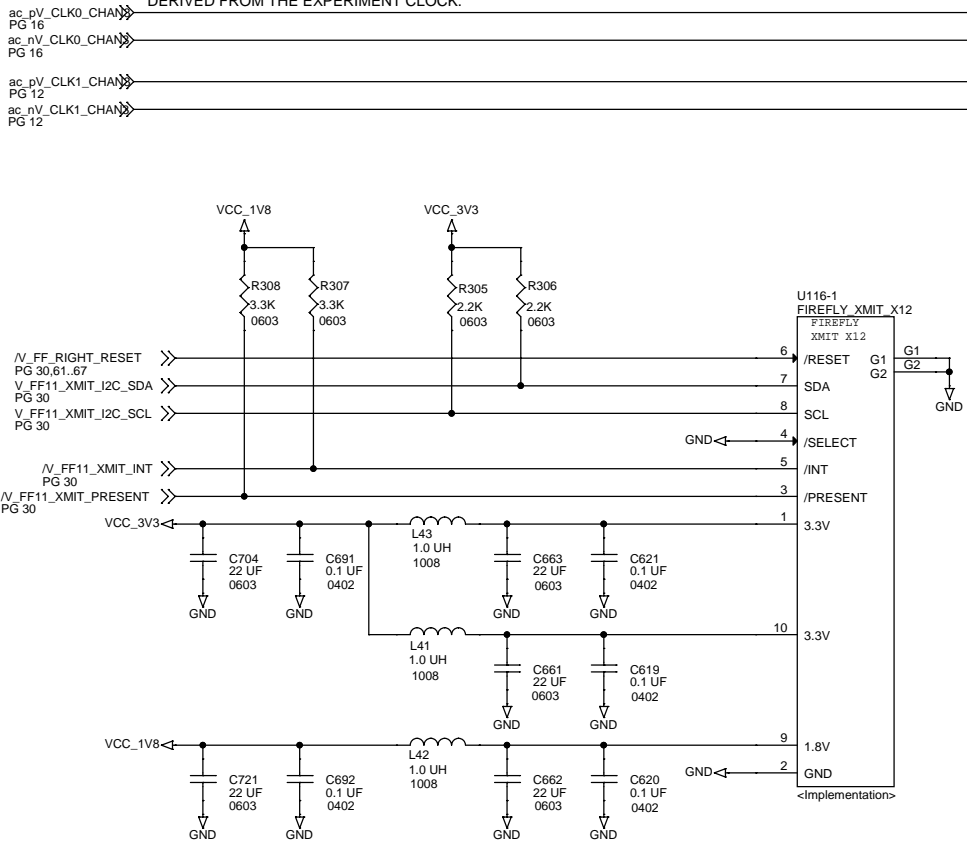 DERIVED FROM THE EXPERIMENT CLOCK.
PG 16
PG 16
PG 12
PG 12
VCC_1V8
VCC_3V3
R308
3.3K
0603
R307
3.3K
0603
R305
2.2K
0603
R306
2.2K
0603
U116-1
FIREFLY_XMIT_X12
FIREFLY
XMIT X12
/V_FF_RIGHT_RESET
PG 30,61..67
6
/RESET
G1
G1
G2
G2
GND
V_FF11_XMIT_I2C_SDA
PG 30
7
SDA
V_FF11_XMIT_I2C_SCL
PG 30
8
SCL
GND
4
/SELECT
/V_FF11_XMIT_INT
PG 30
5
/INT
/V_FF11_XMIT_PRESENT
PG 30
3
/PRESENT
VCC_3V3
1
3.3V
L43
1.0 UH
1008
C704
22 UF
0603
GND
C691
0.1 UF
0402
GND
C663
22 UF
0603
GND
C621
0.1 UF
0402
GND
10
3.3V
L41
1.0 UH
1008
C661
22 UF
0603
GND
C619
0.1 UF
0402
GND
VCC_1V8
9
1.8V
L42
1.0 UH
1008
GND
2
GND
C721
22 UF
0603
GND
C692
0.1 UF
0402
GND
C662
22 UF
0603
GND
C620
0.1 UF
0402
GND
<Implementation>